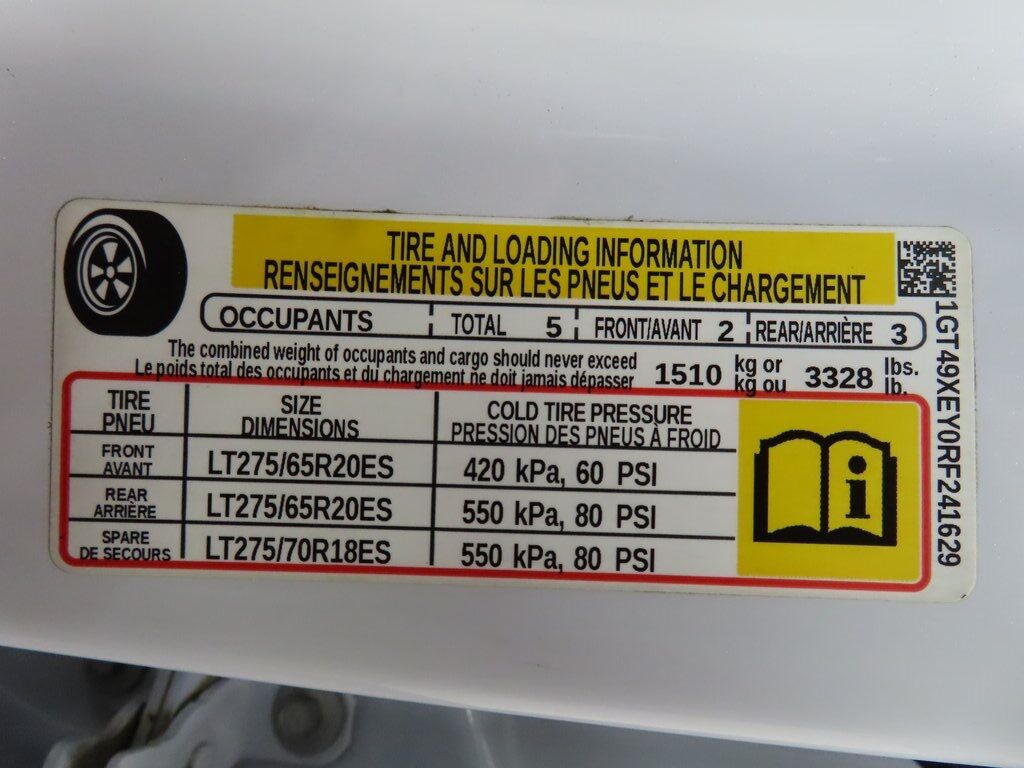 TIRE AND LOADING INFORMATION
RENSEIGNEMENTS SUR LES PNEUS ET LE CHARGEMENT
OCCUPANTS TOTAL 5 FRONT/AVANT 2 REAR/ARRIÈRE 3
The combined weight of occupants and cargo should never exceed
Le poids total des occupants et du chargement ne doit jamais dépasser
1510 kg or 3328 lbs.
kg ou lb.
TIRE SIZE COLD TIRE PRESSURE
PNEU DIMENSIONS PRESSION DES PNEUS À FROID
FRONT
AVANT LT275/65R20ES 420 kPa, 60 PSI
REAR
ARRIÈRE LT275/65R20ES 550 kPa, 80 PSI
SPARE
DE SECOURS LT275/70R18ES 550 kPa, 80 PSI
i
1GT49XEY0RF241629